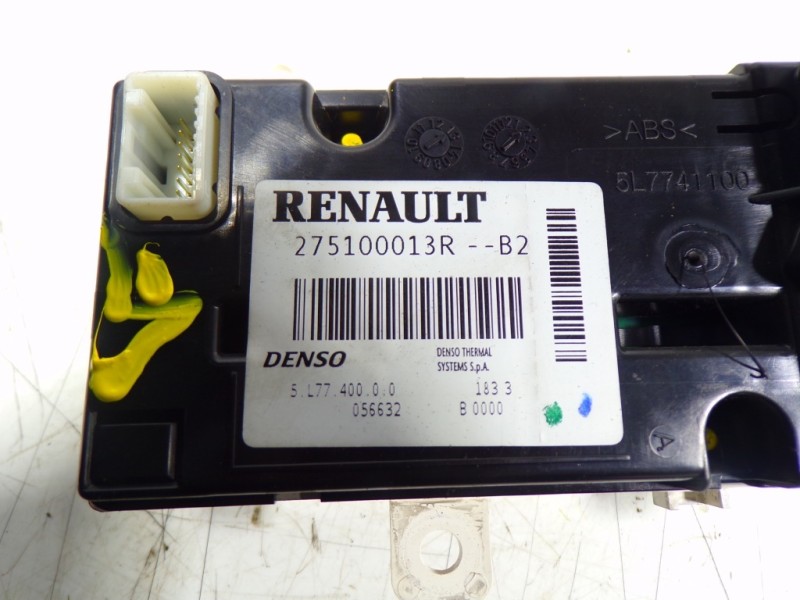 >ABS<
5L7741100
RENAULT
275100013R --B2
DENSO
DENSO THERMAL
SYSTEMS S.p.A.
5.L77.400.0.0 183 3
056632 B 0000
A